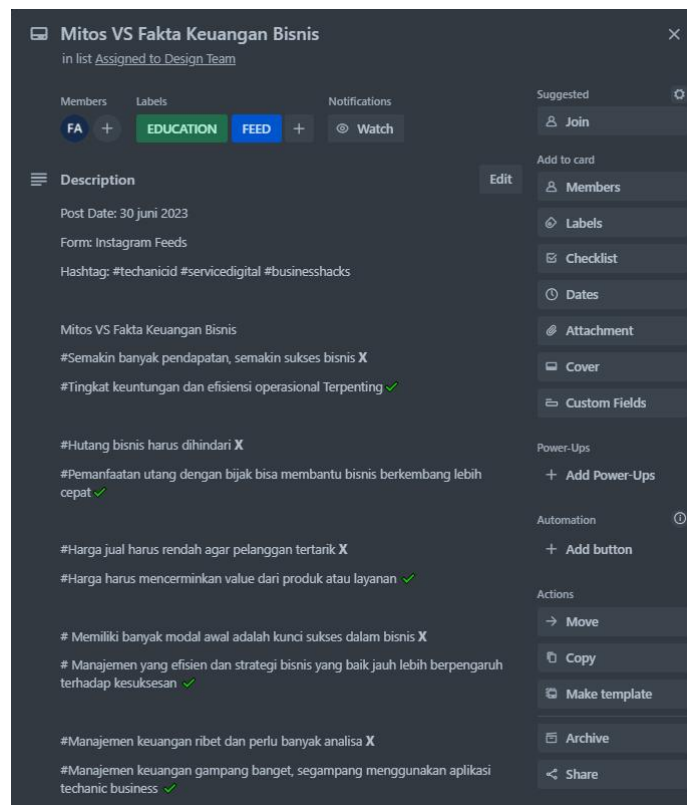 Mitos VS Fakta Keuangan Bisnis
in list Assigned to Design Team
Members
FA
+
Labels
EDUCATION
FEED
+
Notifications
Watch
Description
Edit
Post Date: 30 juni 2023
Form: Instagram Feeds
Hashtag: #techanicid #servicedigital #businesshacks
Mitos VS Fakta Keuangan Bisnis
#Semakin banyak pendapatan, semakin sukses bisnis X
#Tingkat keuntungan dan efisiensi operasional Terpenting ✓
#Hutang bisnis harus dihindari X
#Pemanfaatan utang dengan bijak bisa membantu bisnis berkembang lebih
cepat ✓
#Harga jual harus rendah agar pelanggan tertarik X
#Harga harus mencerminkan value dari produk atau layanan ✓
# Memiliki banyak modal awal adalah kunci sukses dalam bisnis X
# Manajemen yang efisien dan strategi bisnis yang baik jauh lebih berpengaruh
terhadap kesuksesan ✓
#Manajemen keuangan ribet dan perlu banyak analisa X
#Manajemen keuangan gampang banget, segampang menggunakan aplikasi
techanic business ✓
Suggested
Join
Add to card
Members
Labels
Checklist
Dates
Attachment
Cover
Custom Fields
Power-Ups
+ Add Power-Ups
Automation
+ Add button
Actions
→ Move
Copy
Make template
Archive
Share